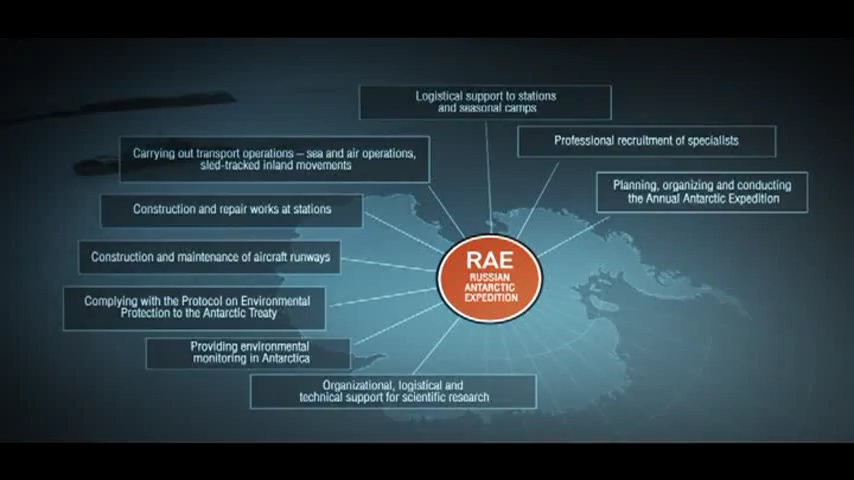 Logistical support to stations
and seasonal camps
Professional recruitment of specialists
Carrying out transport operations – sea and air operations,
sled-tracked inland movements
Planning, organizing and conducting
the Annual Antarctic Expedition
Construction and repair works at stations
Construction and maintenance of aircraft runways
RAE
RUSSIAN
ANTARCTIC
EXPEDITION
Complying with the Protocol on Environmental
Protection to the Antarctic Treaty
Providing environmental
monitoring in Antarctica
Organizational, logistical and
technical support for scientific research